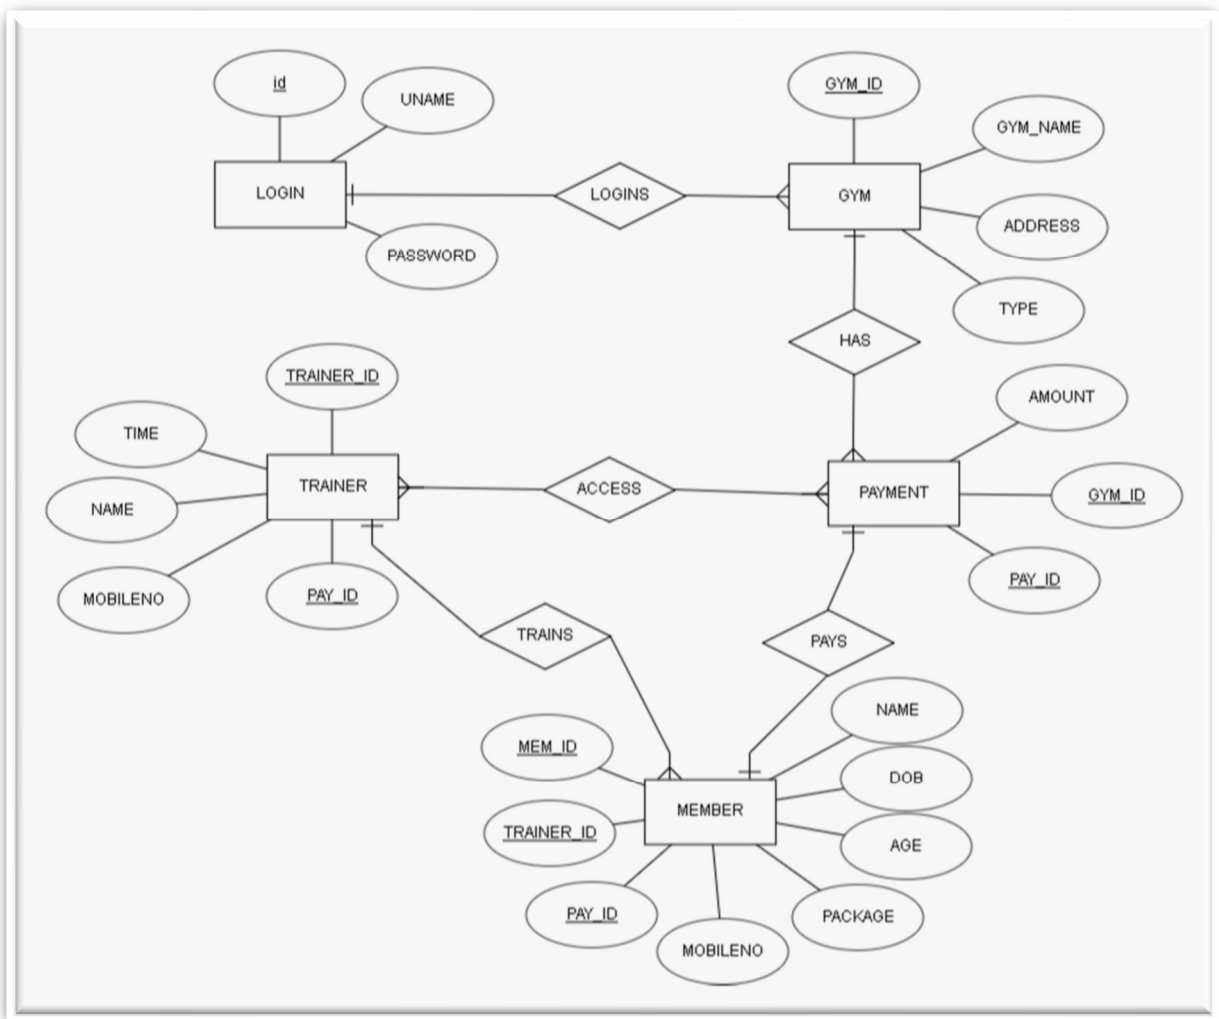 id
UNAME
LOGIN
PASSWORD
LOGINS
GYM_ID
GYM_NAME
GYM
ADDRESS
TYPE
HAS
TRAINER_ID
TIME
TRAINER
NAME
MOBILENO
PAY_ID
ACCESS
AMOUNT
PAYMENT
GYM_ID
PAY_ID
TRAINS
PAYS
MEM_ID
NAME
DOB
MEMBER
TRAINER_ID
AGE
PAY_ID
PACKAGE
MOBILENO